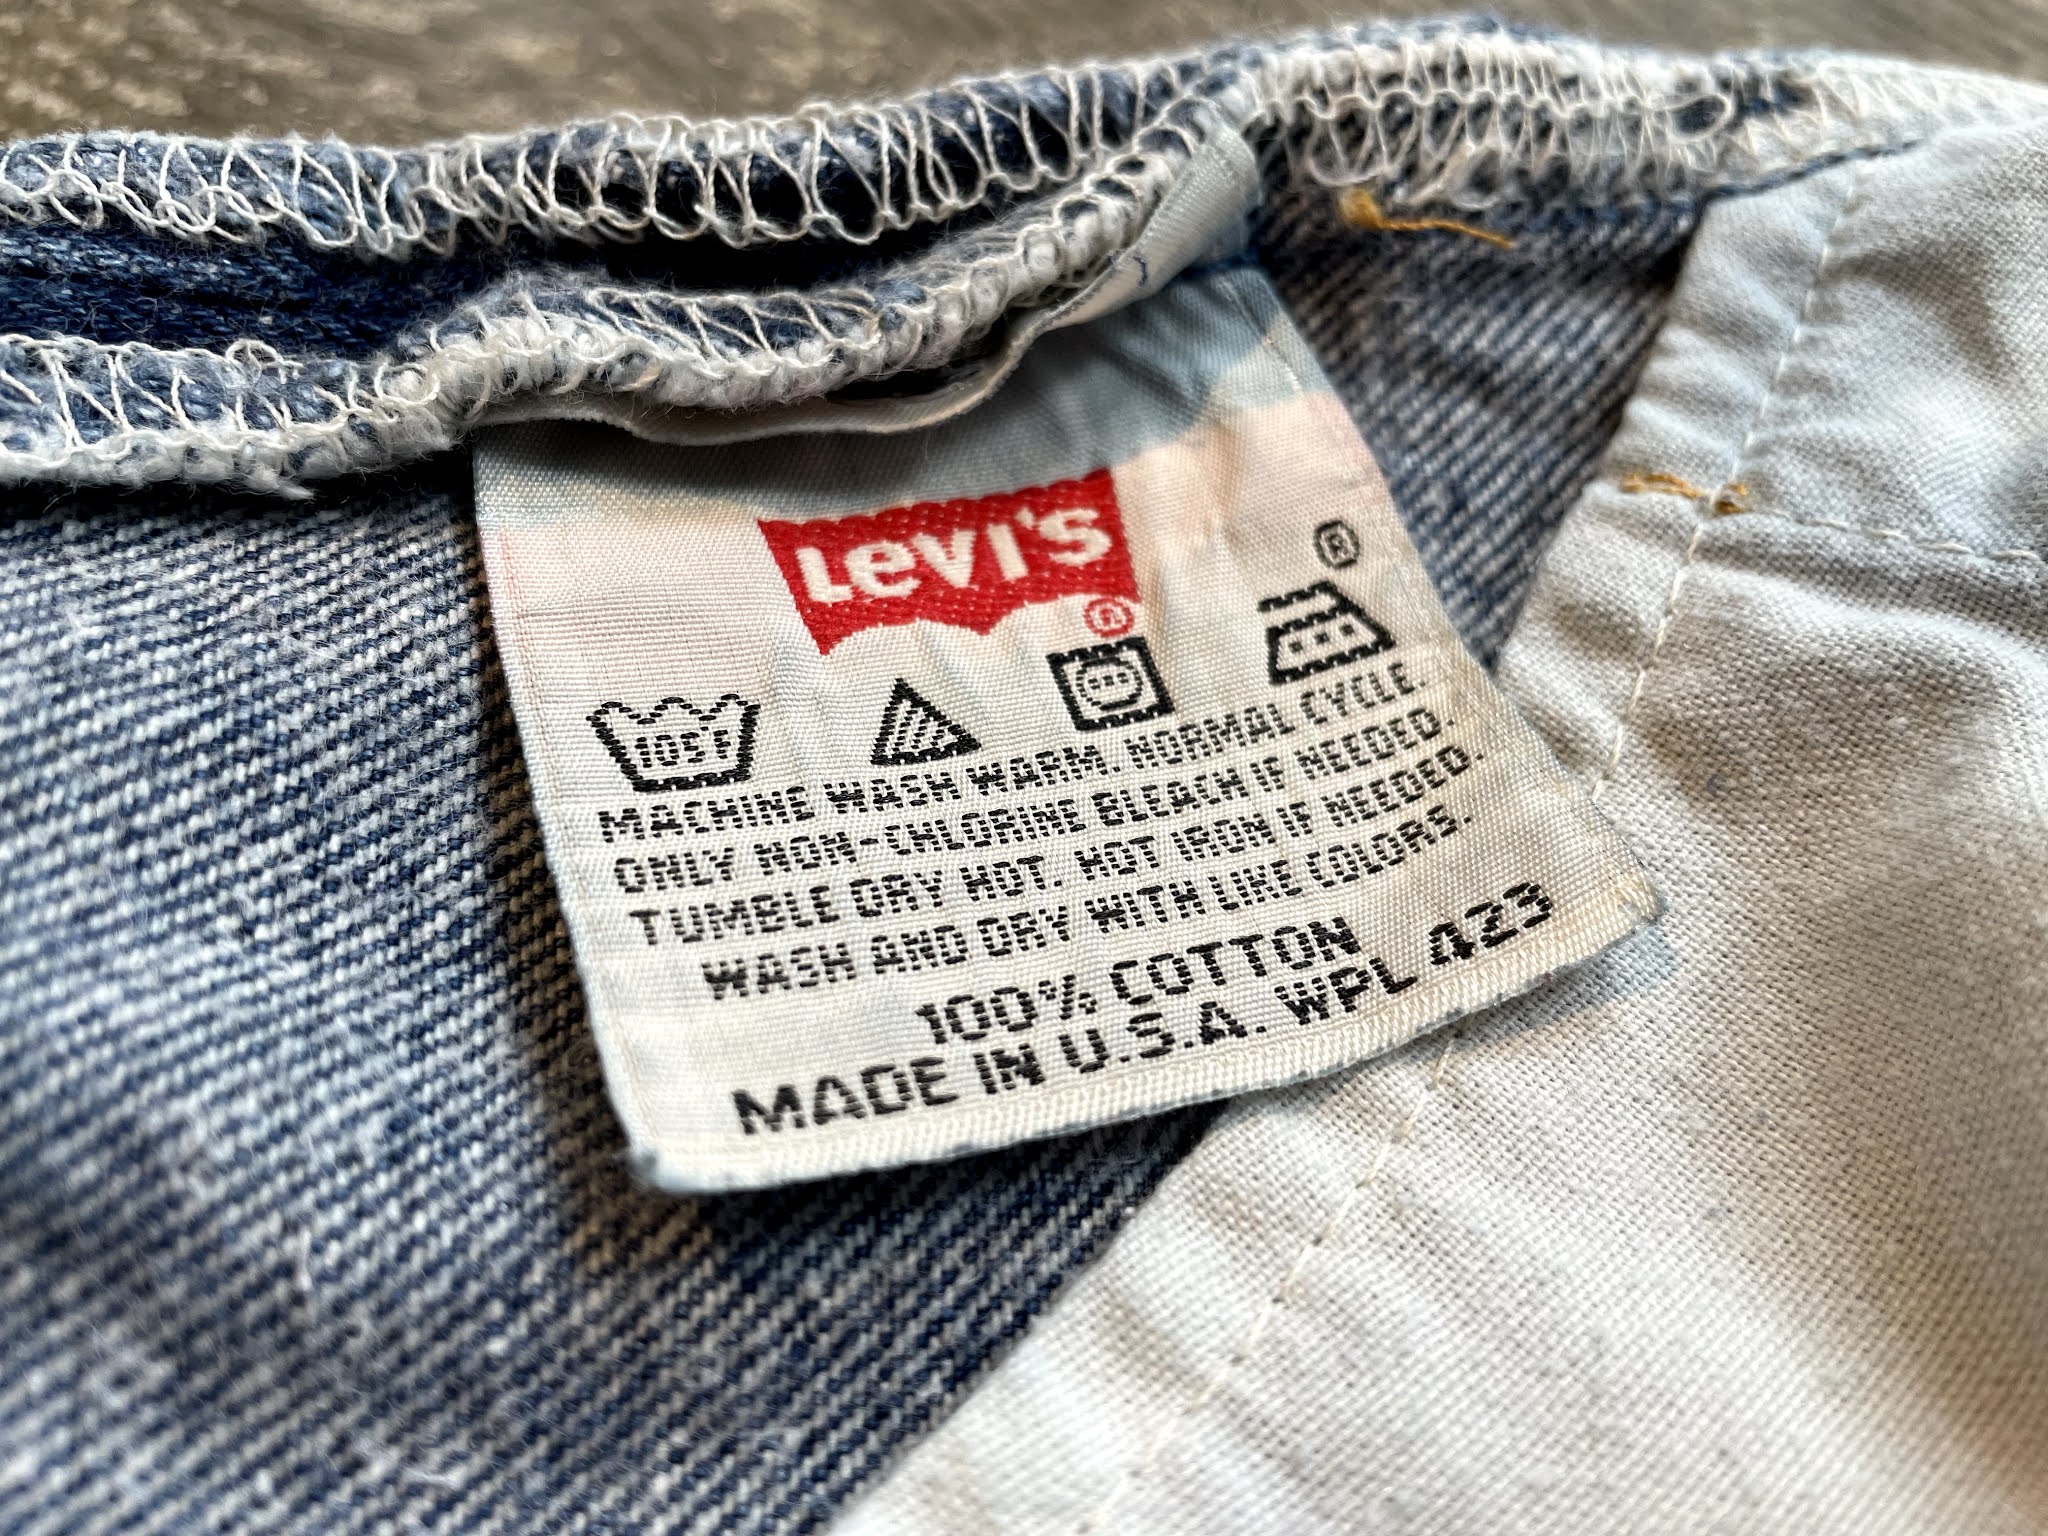 Levi's
®
®
105F
MACHINE WASH WARM. NORMAL CYCLE.
ONLY NON-CHLORINE BLEACH IF NEEDED.
TUMBLE DRY HOT. HOT IRON IF NEEDED.
WASH AND DRY WITH LIKE COLORS.
100% COTTON
MADE IN U.S.A. WPL 423